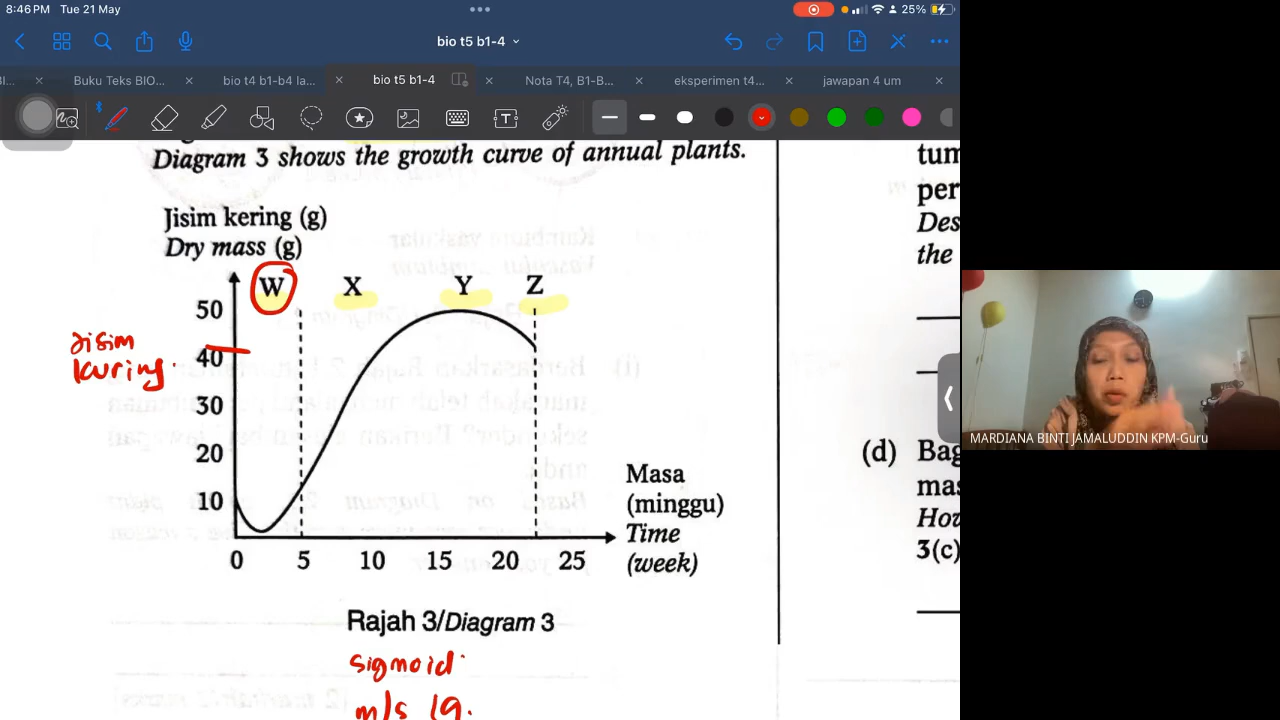 8:46 PM Tue 21 May
25%
bio t5 b1-4
Buku Teks BIO...
bio t4 b1-b4 la...
bio t5 b1-4
Nota T4, B1-B...
eksperimen t4...
jawapan 4 um
Diagram 3 shows the growth curve of annual plants.
Jisim kering (g)
Dry mass (g)
W X Y Z
50
40
30
20
10
0 5 10 15 20 25
Jisim
kering
Masa
(minggu)
Time
(week)
Rajah 3/Diagram 3
sigmoid
m/s 19.
tum
per
Des
the
(d) Bag
mas
How
3(c)
MARDIANA BINTI JAMALUDDIN KPM-Guru